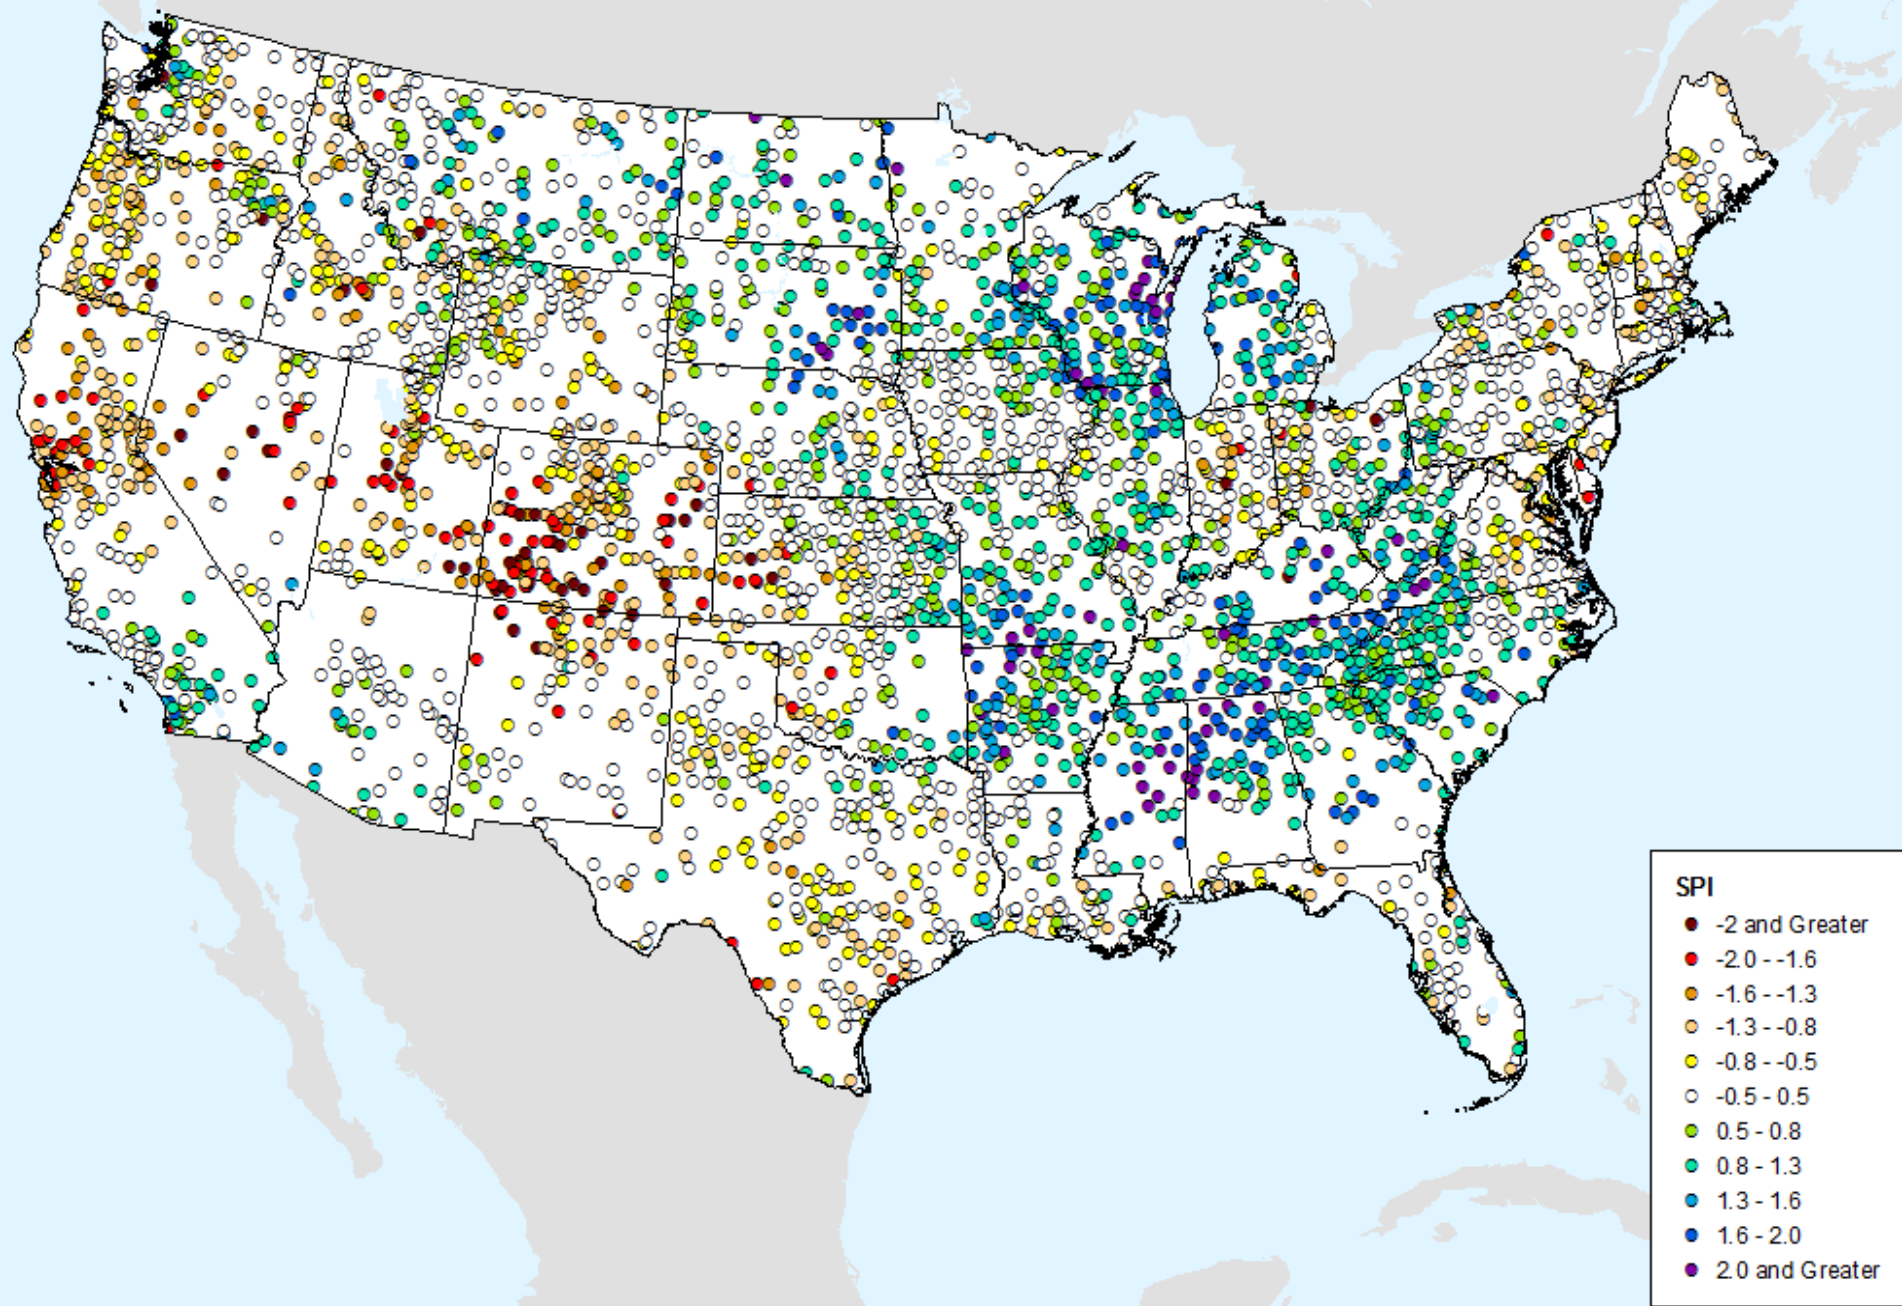 SPI
-2 and Greater
-2.0 - -1.6
-1.6 - -1.3
-1.3 - -0.8
-0.8 - -0.5
-0.5 - 0.5
0.5 - 0.8
0.8 - 1.3
1.3 - 1.6
1.6 - 2.0
2.0 and Greater